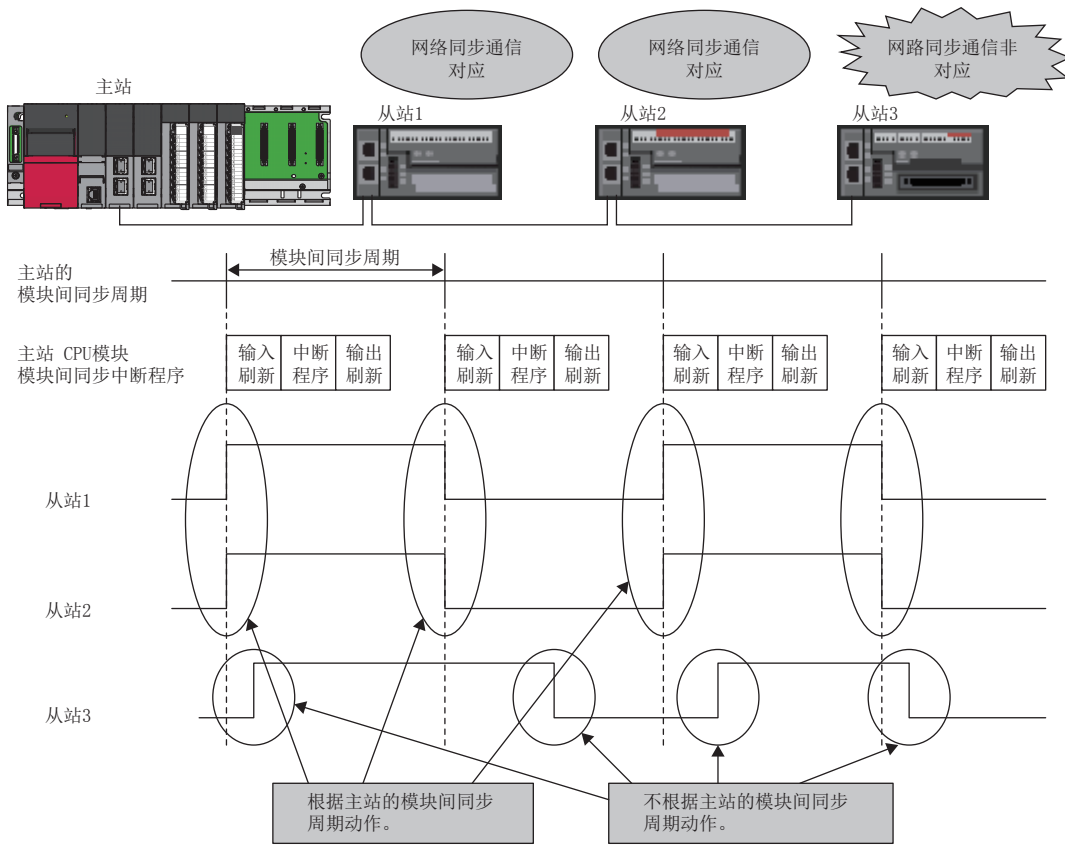 网络同步通信
对应
网络同步通信
对应
网路同步通信非
对应
主站
从站1
从站2
从站3
模块间同步周期
主站的
模块间同步周期
主站 CPU模块
模块间同步中断程序
输入
刷新
中断
程序
输出
刷新
输入
刷新
中断
程序
输出
刷新
输入
刷新
中断
程序
输出
刷新
输入
刷新
中断
程序
输出
刷新
从站1
从站2
从站3
根据主站的模块间同步
周期动作。
不根据主站的模块间同步
周期动作。